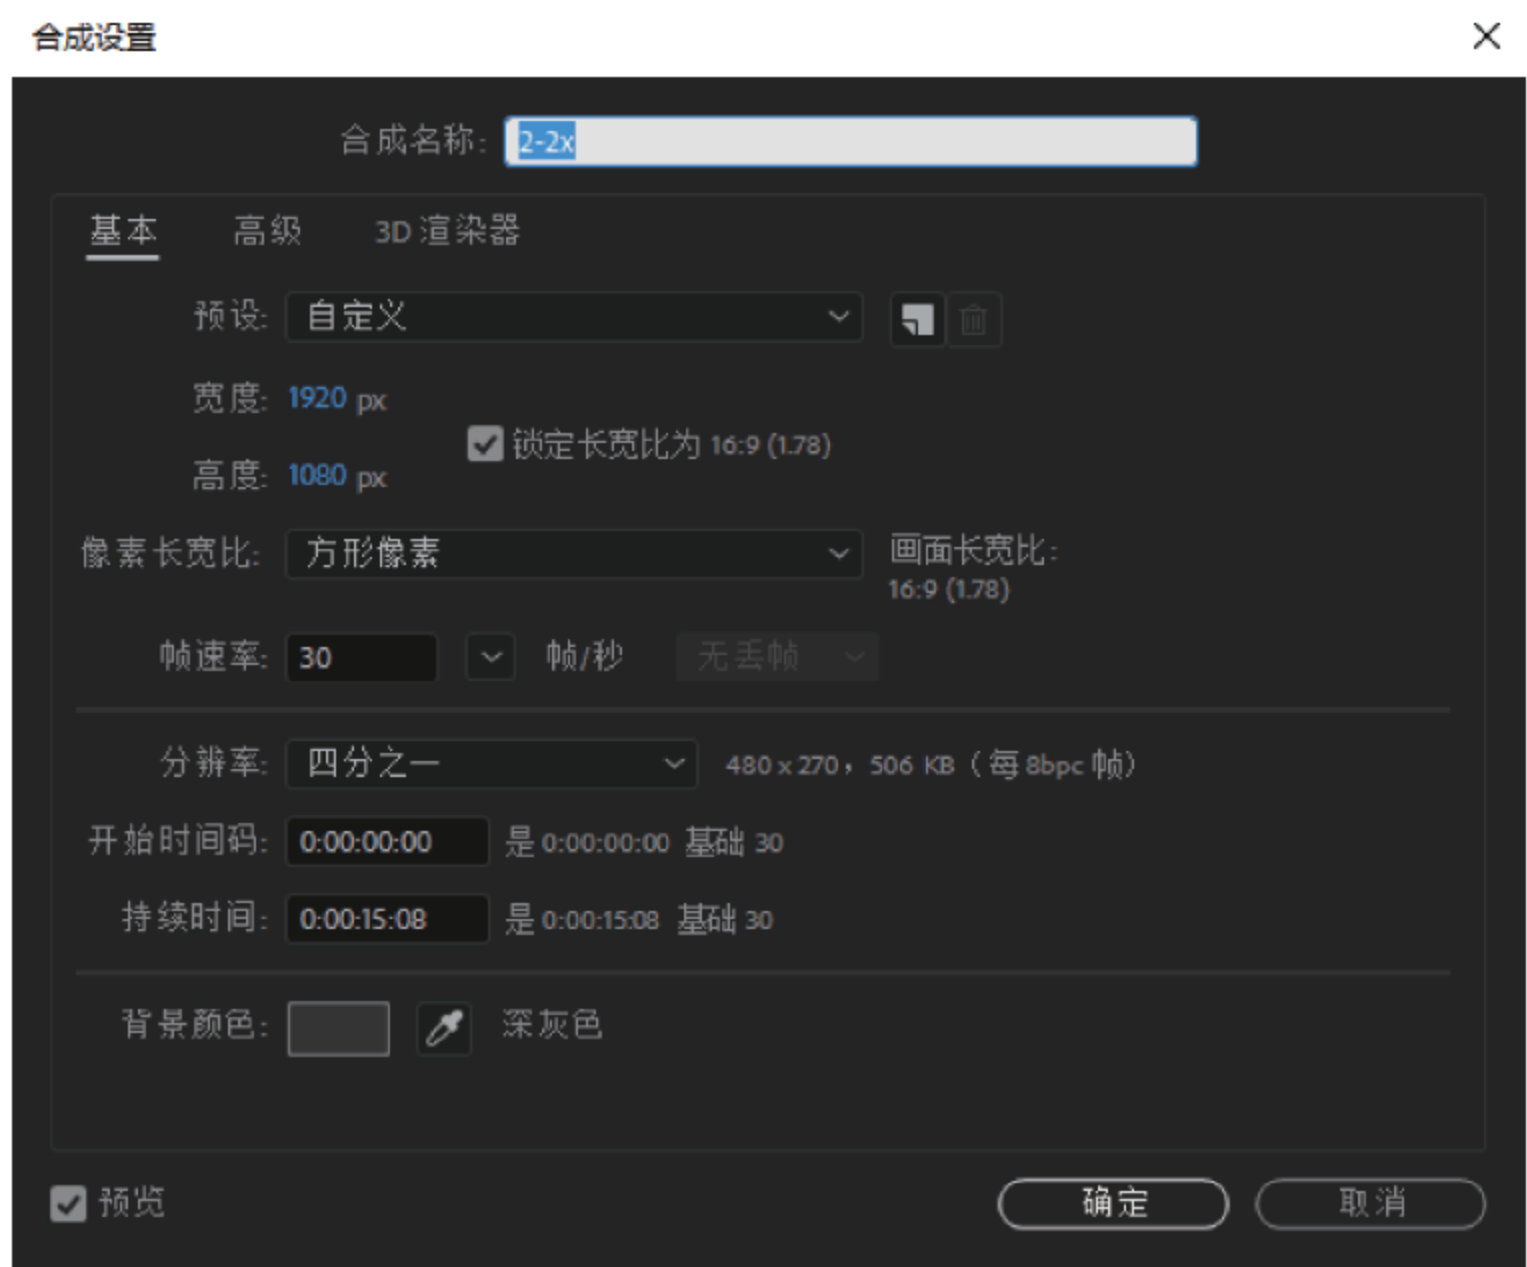 合成设置
合成名称: 2-2x
基本 高级 3D 渲染器
预设: 自定义
宽度: 1920 px
锁定长宽比为 16:9 (1.78)
高度: 1080 px
像素长宽比: 方形像素 画面长宽比:
16:9 (1.78)
帧速率: 30 帧/秒 无丢帧
分辨率: 四分之一 480 x 270，506 KB（每 8bpc 帧）
开始时间码: 0:00:00:00 是 0:00:00:00 基础 30
持续时间: 0:00:15:08 是 0:00:15:08 基础 30
背景颜色: 深灰色
预览 确定 取消